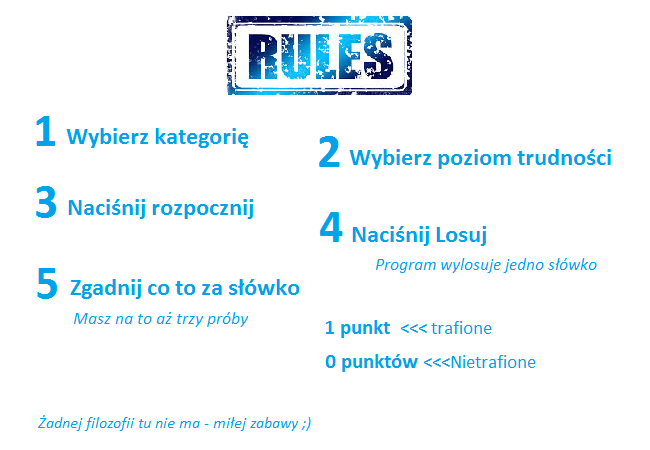 RULES
1 Wybierz kategorię
2 Wybierz poziom trudności
3 Naciśnij rozpocznij
4 Naciśnij Losuj
Program wylosuje jedno słówko
5 Zgadnij co to za słówko
Masz na to aż trzy próby
1 punkt <<< trafione
0 punktów <<<Nietrafione
Żadnej filozofii tu nie ma - miłej zabawy ;)